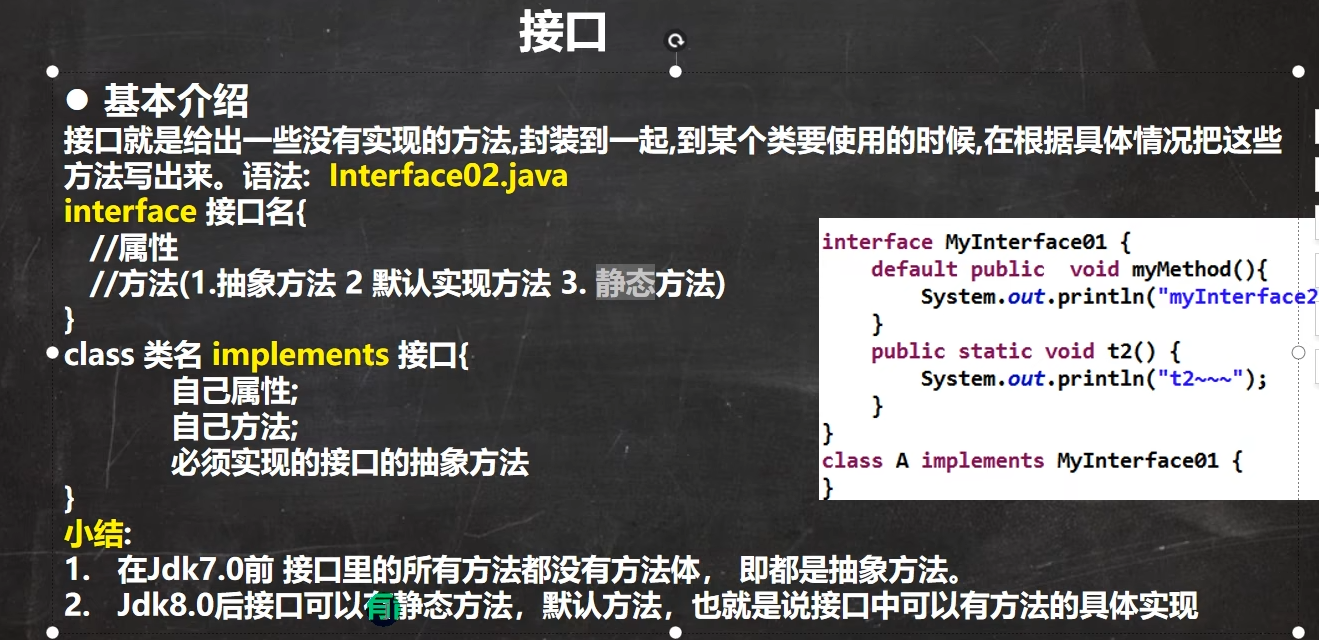 接口
● 基本介绍
接口就是给出一些没有实现的方法,封装到一起,到某个类要使用的时候,在根据具体情况把这些
方法写出来。语法: Interface02.java
interface 接口名{
//属性
//方法(1.抽象方法 2 默认实现方法 3. 静态方法)
}
class 类名 implements 接口{
自己属性;
自己方法;
必须实现的接口的抽象方法
}
小结:
1. 在Jdk7.0前 接口里的所有方法都没有方法体， 即都是抽象方法。
2. Jdk8.0后接口可以有静态方法，默认方法，也就是说接口中可以有方法的具体实现
interface MyInterface01 {
default public  void myMethod(){
System.out.println("myInterface2
}
public static void t2() {
System.out.println("t2~~~");
}
}
class A implements MyInterface01 {
}